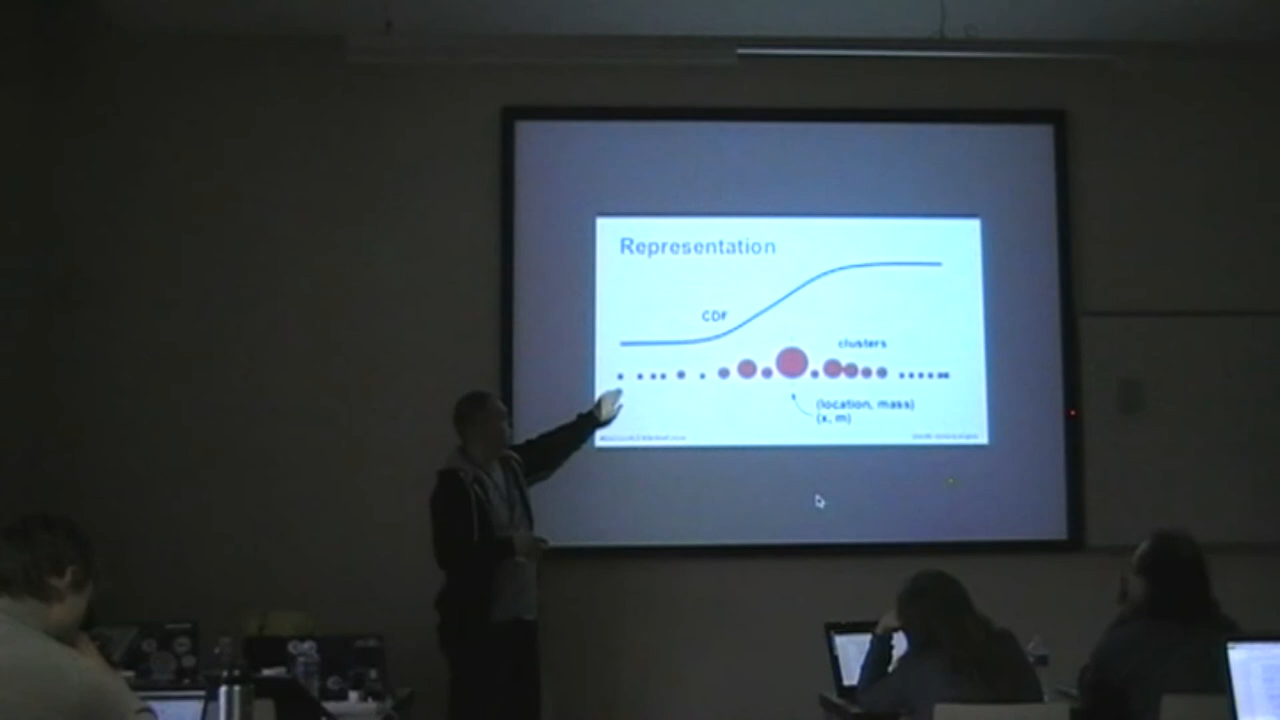 Representation
CDF
clusters
(location, mass)
(x, m)